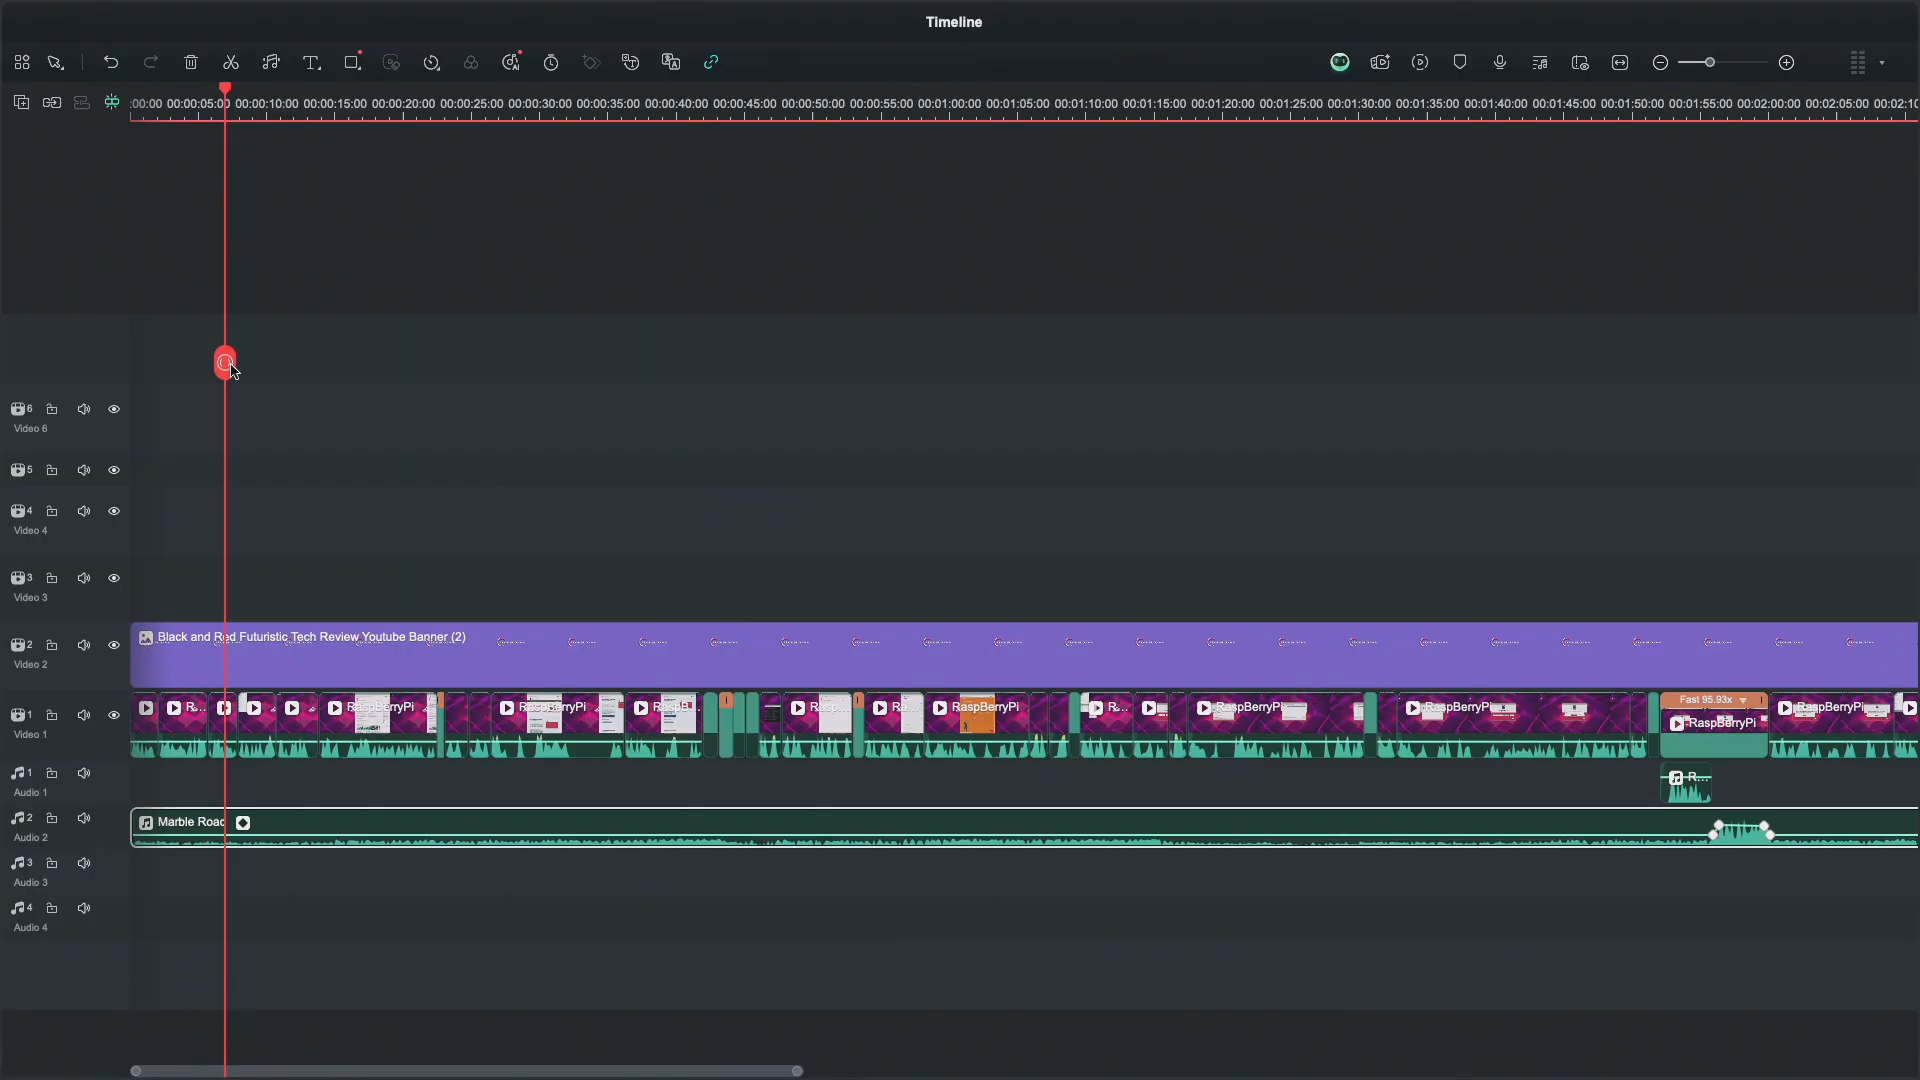 Timeline
:00:00 00:00:05:00 00:00:10:00 00:00:15:00 00:00:20:00 00:00:25:00 00:00:30:00 00:00:35:00 00:00:40:00 00:00:45:00 00:00:50:00 00:00:55:00 00:01:00:00 00:01:05:00 00:01:10:00 00:01:15:00 00:01:20:00 00:01:25:00 00:01:30:00 00:01:35:00 00:01:40:00 00:01:45:00 00:01:50:00 00:01:55:00 00:02:00:00 00:02:05:00 00:02:10
6
Video 6
5
4
Video 4
3
Video 3
2
Video 2
Black and Red Futuristic Tech Review Youtube Banner (2)
1
Video 1
R... RaspBerryPi RaspBerryPi RaspB... Rasp... Ra... RaspBerryPi R... RaspBerryPi RaspBerryPi
Fast 95.93x
RaspBerryPi
RaspBerryPi
1
Audio 1
R...
2
Audio 2
Marble Road
3
Audio 3
4
Audio 4